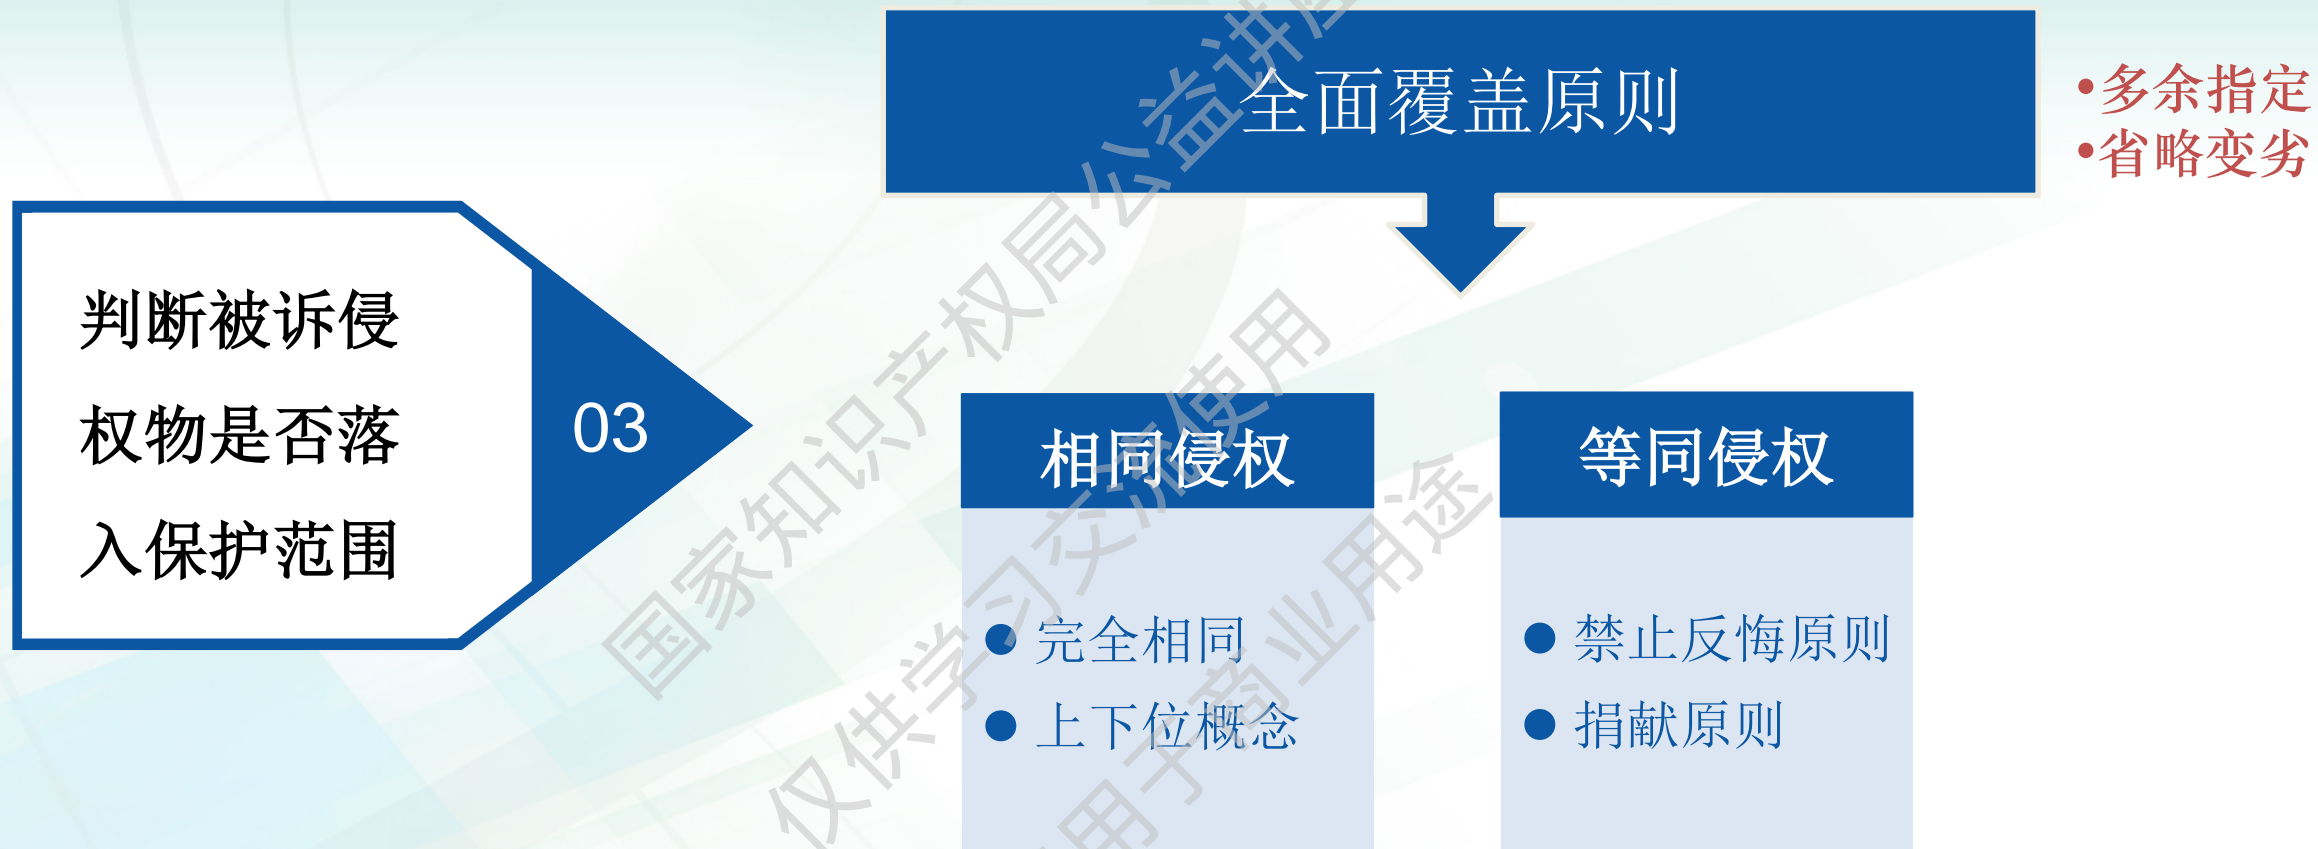 全面覆盖原则
•多余指定
•省略变劣
判断被诉侵
权物是否落
入保护范围
03
相同侵权
● 完全相同
● 上下位概念
等同侵权
● 禁止反悔原则
● 捐献原则
国家知识产权局公益讲座
仅供学习交流使用
用于商业用途